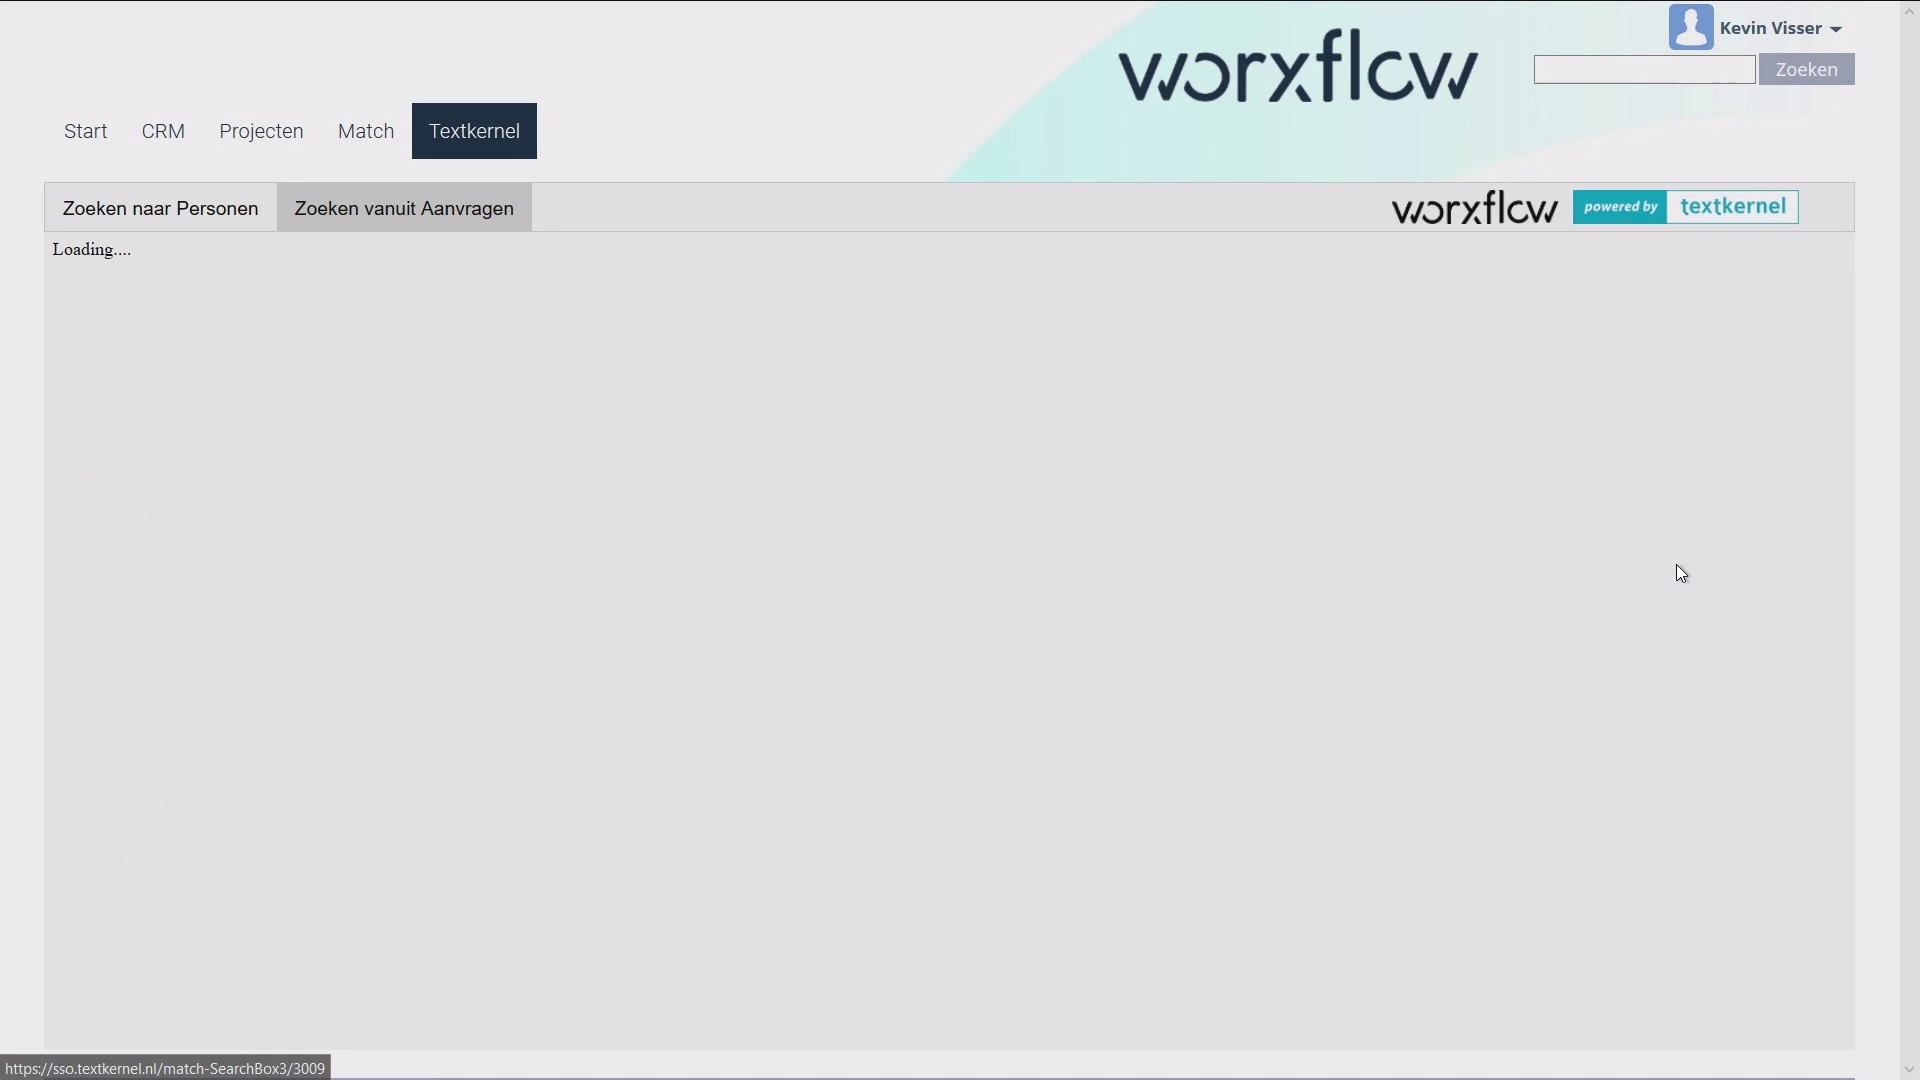 Kevin Visser
worxflow
Zoeken
Start CRM Projecten Match Textkernel
Zoeken naar Personen Zoeken vanuit Aanvragen worxflow powered by textkernel
Loading....
https://sso.textkernel.nl/match-SearchBox3/3009